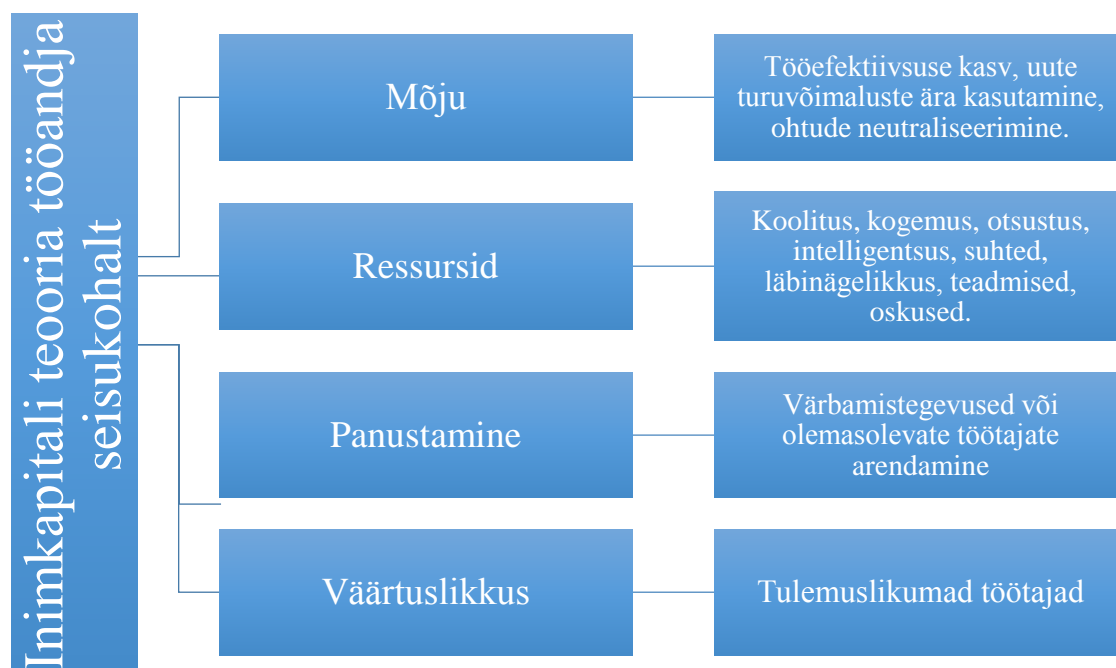 Inimkapitali teooria tööandja
seisukohalt
Mõju
Tööefektiivsuse kasv, uute
turuvõimaluste ära kasutamine,
ohtude neutraliseerimine.
Ressursid
Koolitus, kogemus, otsustus,
intelligentsus, suhted,
läbinägelikkus, teadmised,
oskused.
Panustamine
Värbamistegevused või
olemasolevate töötajate
arendamine
Väärtuslikkus
Tulemuslikumad töötajad